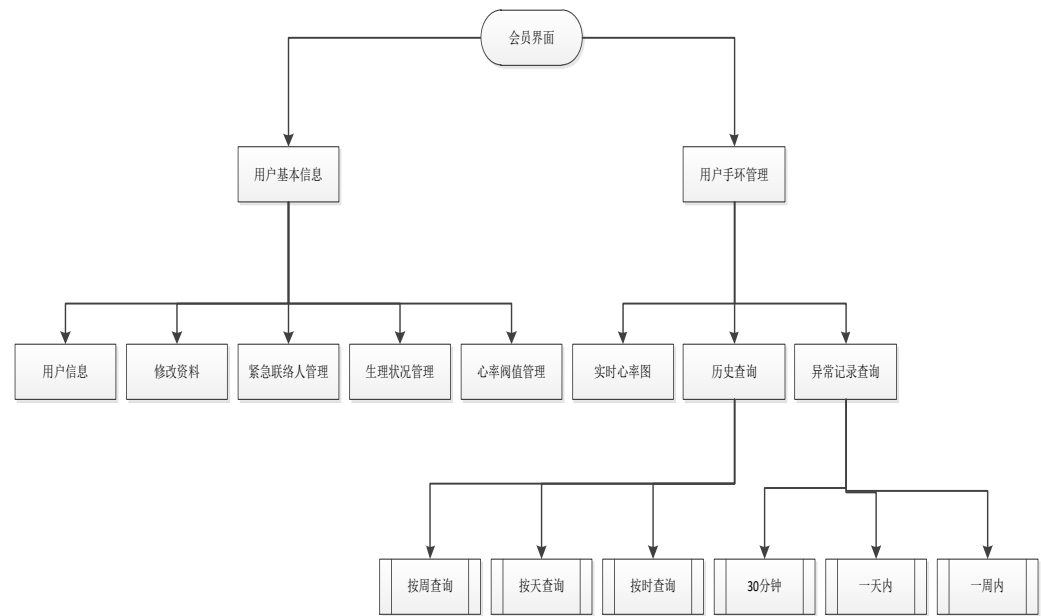 会员界面
用户基本信息
用户手环管理
用户信息
修改资料
紧急联络人管理
生理状况管理
心率阀值管理
实时心率图
历史查询
异常记录查询
按周查询
按天查询
按时查询
30分钟
一天内
一周内